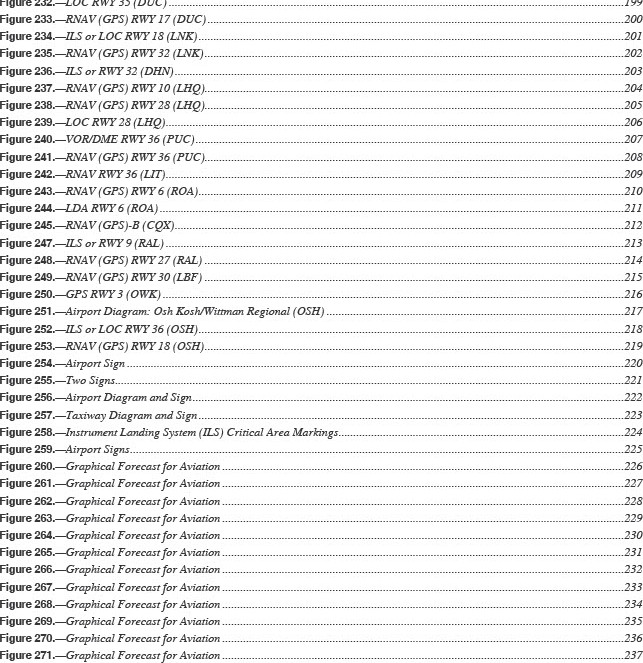 Figure 232.—LOC RWY 35 (DUC)....................199
Figure 233.—RNAV (GPS) RWY 17 (DUC)....................200
Figure 234.—ILS or LOC RWY 18 (LNK)....................201
Figure 235.—RNAV (GPS) RWY 32 (LNK)....................202
Figure 236.—ILS or RWY 32 (DHN)....................203
Figure 237.—RNAV (GPS) RWY 10 (LHQ)....................204
Figure 238.—RNAV (GPS) RWY 28 (LHQ)....................205
Figure 239.—LOC RWY 28 (LHQ)....................206
Figure 240.—VOR/DME RWY 36 (PUC)....................207
Figure 241.—RNAV (GPS) RWY 36 (PUC)....................208
Figure 242.—RNAV RWY 36 (LIT)....................209
Figure 243.—RNAV (GPS) RWY 6 (ROA)....................210
Figure 244.—LDA RWY 6 (ROA)....................211
Figure 245.—RNAV (GPS)-B (CQX)....................212
Figure 247.—ILS or RWY 9 (RAL)....................213
Figure 248.—RNAV (GPS) RWY 27 (RAL)....................214
Figure 249.—RNAV (GPS) RWY 30 (LBF)....................215
Figure 250.—GPS RWY 3 (OWK)....................216
Figure 251.—Airport Diagram: Osh Kosh/Wittman Regional (OSH)....................217
Figure 252.—ILS or LOC RWY 36 (OSH)....................218
Figure 253.—RNAV (GPS) RWY 18 (OSH)....................219
Figure 254.—Airport Sign....................220
Figure 255.—Two Signs....................221
Figure 256.—Airport Diagram and Sign....................222
Figure 257.—Taxiway Diagram and Sign....................223
Figure 258.—Instrument Landing System (ILS) Critical Area Markings....................224
Figure 259.—Airport Signs....................225
Figure 260.—Graphical Forecast for Aviation....................226
Figure 261.—Graphical Forecast for Aviation....................227
Figure 262.—Graphical Forecast for Aviation....................228
Figure 263.—Graphical Forecast for Aviation....................229
Figure 264.—Graphical Forecast for Aviation....................230
Figure 265.—Graphical Forecast for Aviation....................231
Figure 266.—Graphical Forecast for Aviation....................232
Figure 267.—Graphical Forecast for Aviation....................233
Figure 268.—Graphical Forecast for Aviation....................234
Figure 269.—Graphical Forecast for Aviation....................235
Figure 270.—Graphical Forecast for Aviation....................236
Figure 271.—Graphical Forecast for Aviation....................237